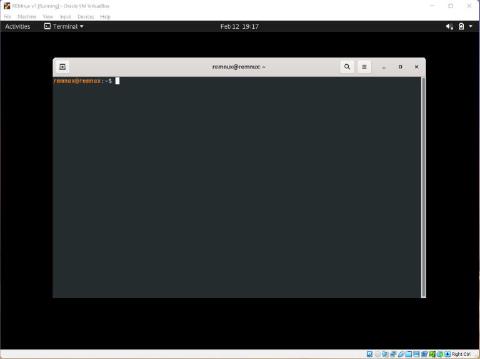 REMnux v7 [Running] - Oracle VM VirtualBox
File Machine View Input Devices Help
Activities Terminal Feb 12 19:17
remnux@remnux: ~
remnux@remnux:~$
Right Ctrl